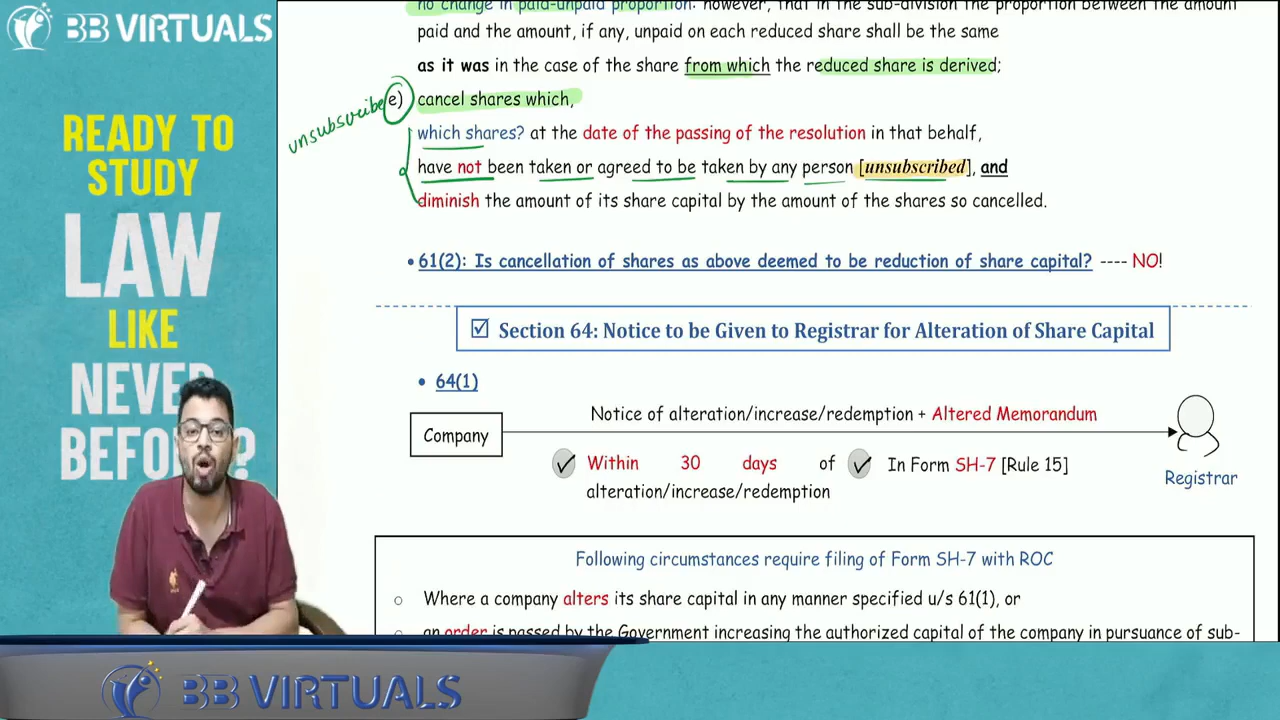 BB VIRTUALS
READY TO
STUDY
LAW
LIKE
NEVER
BEFO ?
no change in paid-unpaid proportion: however, that in the sub-division the proportion between the amount
paid and the amount, if any, unpaid on each reduced share shall be the same
as it was in the case of the share from which the reduced share is derived;
unsubscribe
e) cancel shares which,
which shares? at the date of the passing of the resolution in that behalf,
have not been taken or agreed to be taken by any person [unsubscribed], and
diminish the amount of its share capital by the amount of the shares so cancelled.
• 61(2): Is cancellation of shares as above deemed to be reduction of share capital? ---- NO!
☑ Section 64: Notice to be Given to Registrar for Alteration of Share Capital
• 64(1)
Company
Notice of alteration/increase/redemption + Altered Memorandum
✓ Within 30 days of
alteration/increase/redemption
✓ In Form SH-7 [Rule 15]
Registrar
Following circumstances require filing of Form SH-7 with ROC
○ Where a company alters its share capital in any manner specified u/s 61(1), or
○ an order is passed by the Government increasing the authorized capital of the company in pursuance of sub-
BB VIRTUALS